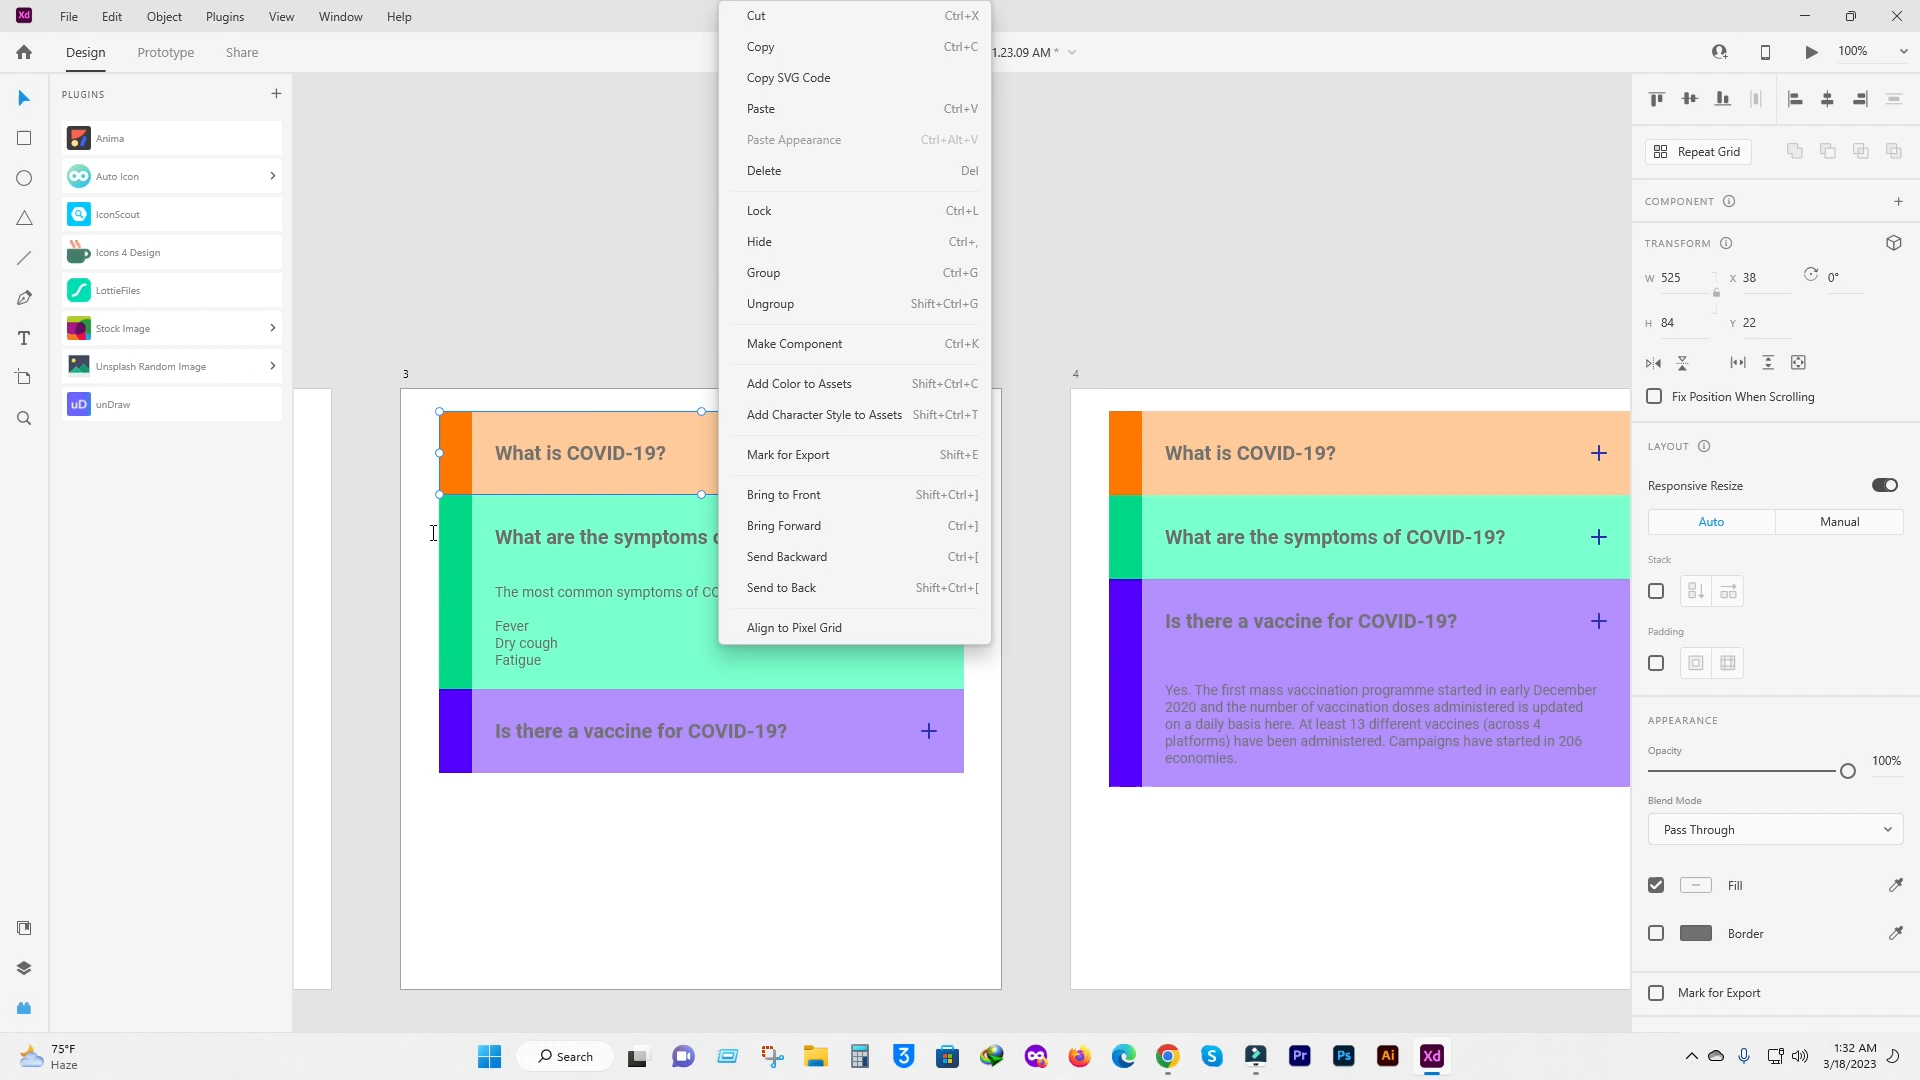 Xd File Edit Object Plugins View Window Help
Design Prototype Share
1.23.09 AM *
100%
PLUGINS
Anima
Auto Icon
IconScout
Icons 4 Design
LottieFiles
Stock Image
Unsplash Random Image
uD unDraw
Cut Ctrl+X
Copy Ctrl+C
Copy SVG Code
Paste Ctrl+V
Paste Appearance Ctrl+Alt+V
Delete Del
Lock Ctrl+L
Hide Ctrl+,
Group Ctrl+G
Ungroup Shift+Ctrl+G
Make Component Ctrl+K
Add Color to Assets Shift+Ctrl+C
Add Character Style to Assets Shift+Ctrl+T
Mark for Export Shift+E
Bring to Front Shift+Ctrl+]
Bring Forward Ctrl+]
Send Backward Ctrl+[
Send to Back Shift+Ctrl+[
Align to Pixel Grid
3
What is COVID-19?
What are the symptoms
The most common symptoms of CO
Fever
Dry cough
Fatigue
Is there a vaccine for COVID-19?
4
What is COVID-19?
What are the symptoms of COVID-19?
Is there a vaccine for COVID-19?
Yes. The first mass vaccination programme started in early December
2020 and the number of vaccination doses administered is updated
on a daily basis here. At least 13 different vaccines (across 4
platforms) have been administered. Campaigns have started in 206
economies.
Repeat Grid
COMPONENT
TRANSFORM
W 525 X 38 0°
H 84 Y 22
Fix Position When Scrolling
LAYOUT
Responsive Resize
Auto Manual
Stack
Padding
APPEARANCE
Opacity
100%
Blend Mode
Pass Through
Fill
Border
Mark for Export
75°F
Haze
Search
3
Pr
Ps
Ai
Xd
1:32 AM
3/18/2023